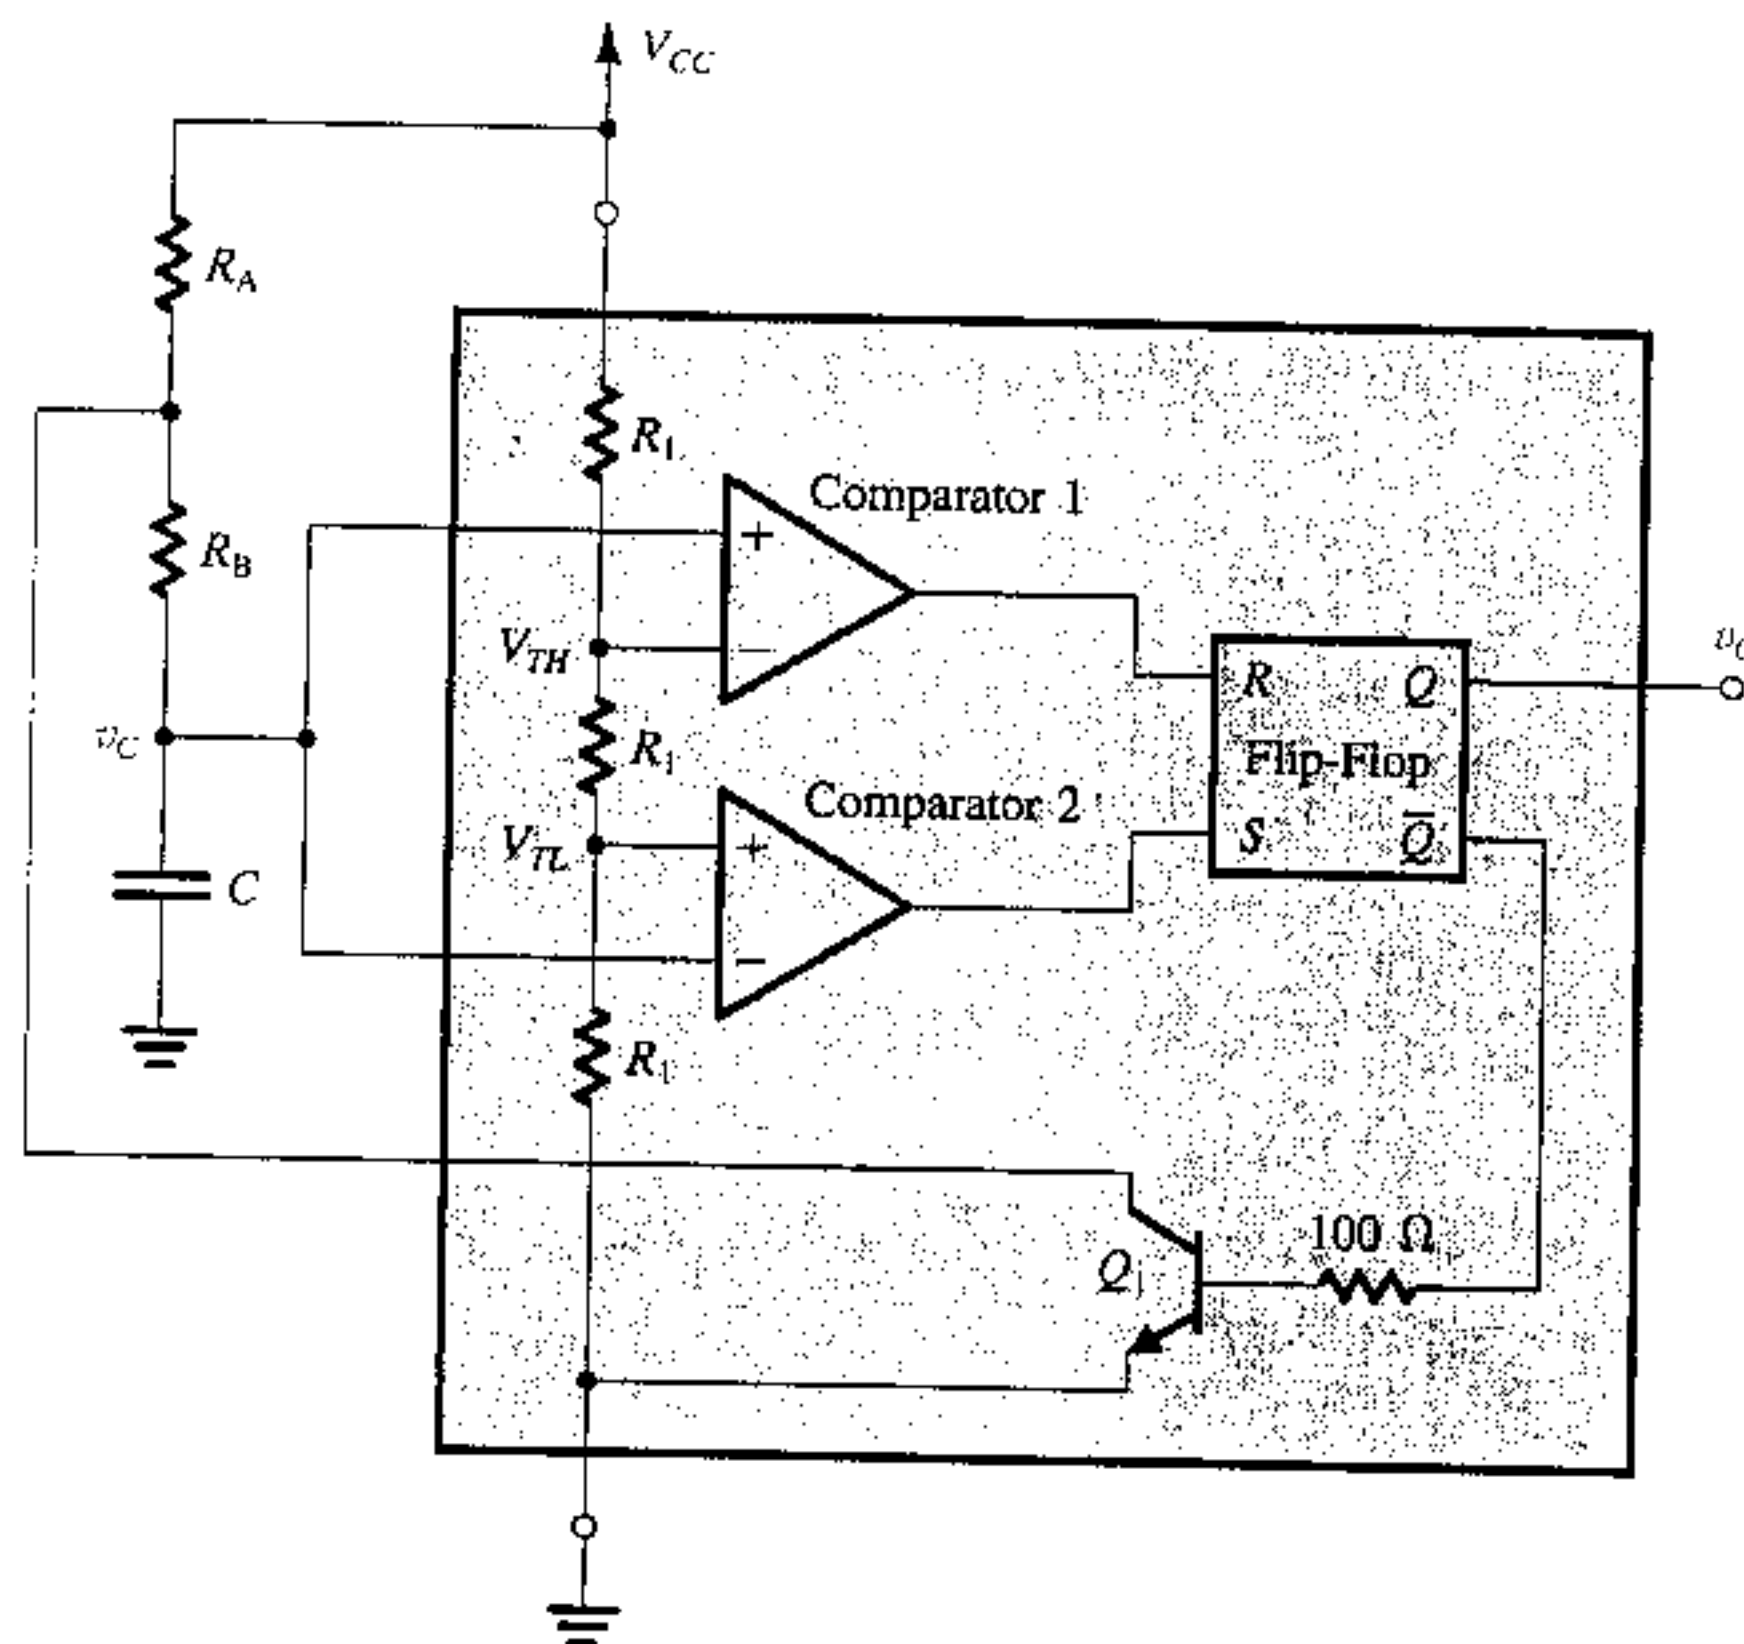 V_CC
R_A
R_1
Comparator 1
+
R_B
V_TH
−
R Q
v_C
R_1
Flip-Flop
Comparator 2
V_TL
+
S Q̄
C
−
R_1
100 Ω
Q_1